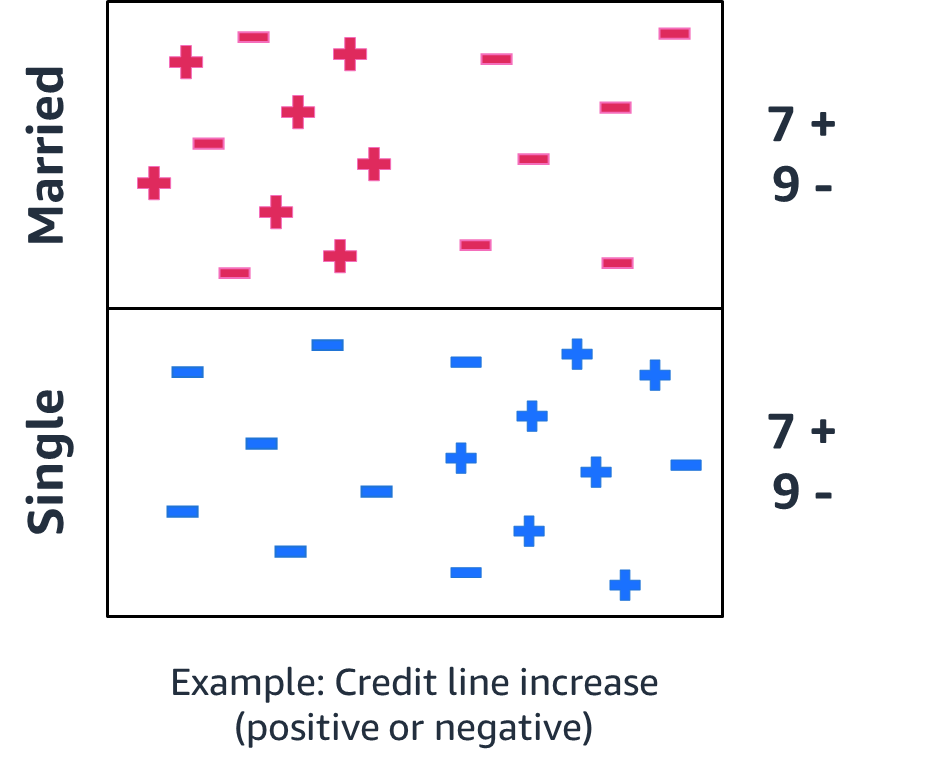 Married
7 +
9 -
Single
7 +
9 -
Example: Credit line increase
(positive or negative)